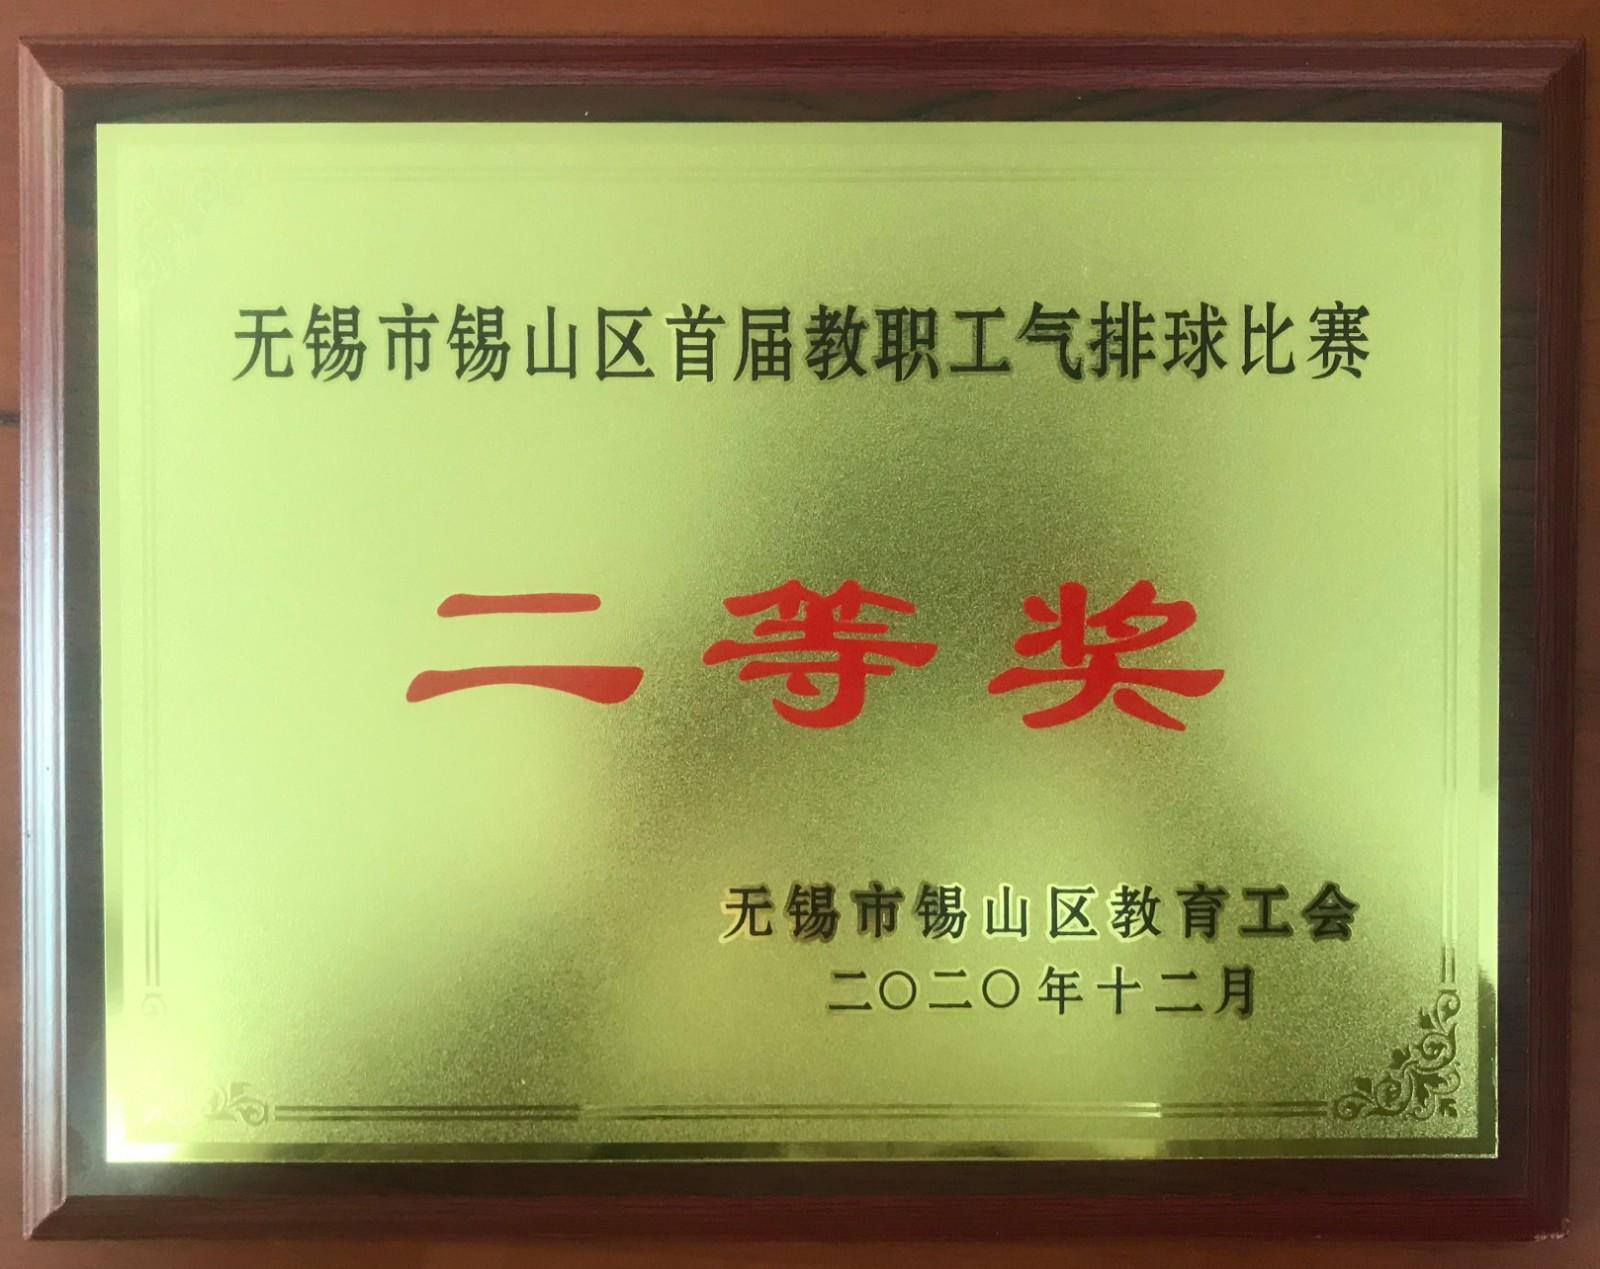 无锡市锡山区首届教职工气排球比赛
二等奖
无锡市锡山区教育工会
二〇二〇年十二月